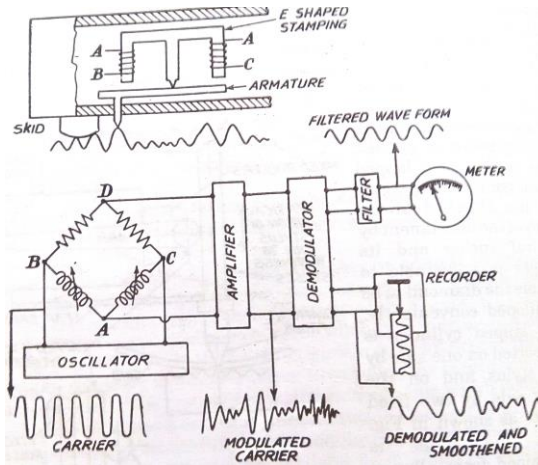 E SHAPED
STAMPING
A
A
B
C
ARMATURE
SKID
FILTERED WAVE FORM
METER
D
B
C
A
AMPLIFIER
DEMODULATOR
FILTER
RECORDER
OSCILLATOR
CARRIER
MODULATED
CARRIER
DEMODULATED AND
SMOOTHENED